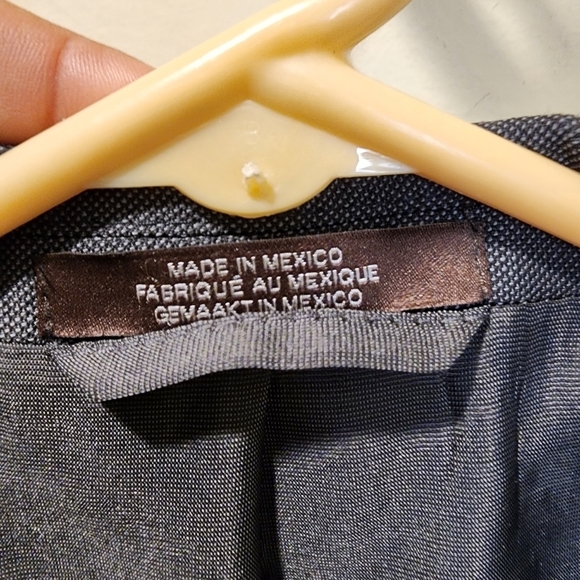 MADE IN MEXICO
FABRIQUÉ AU MEXIQUE
GEMAAKT IN MEXICO